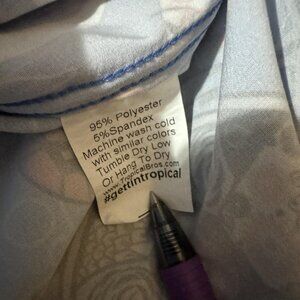 95% Polyester
5%Spandex
Machine wash cold
with similar colors
Tumble Dry Low
Or Hang To Dry
www.TropicalBros.com
#gettintropical